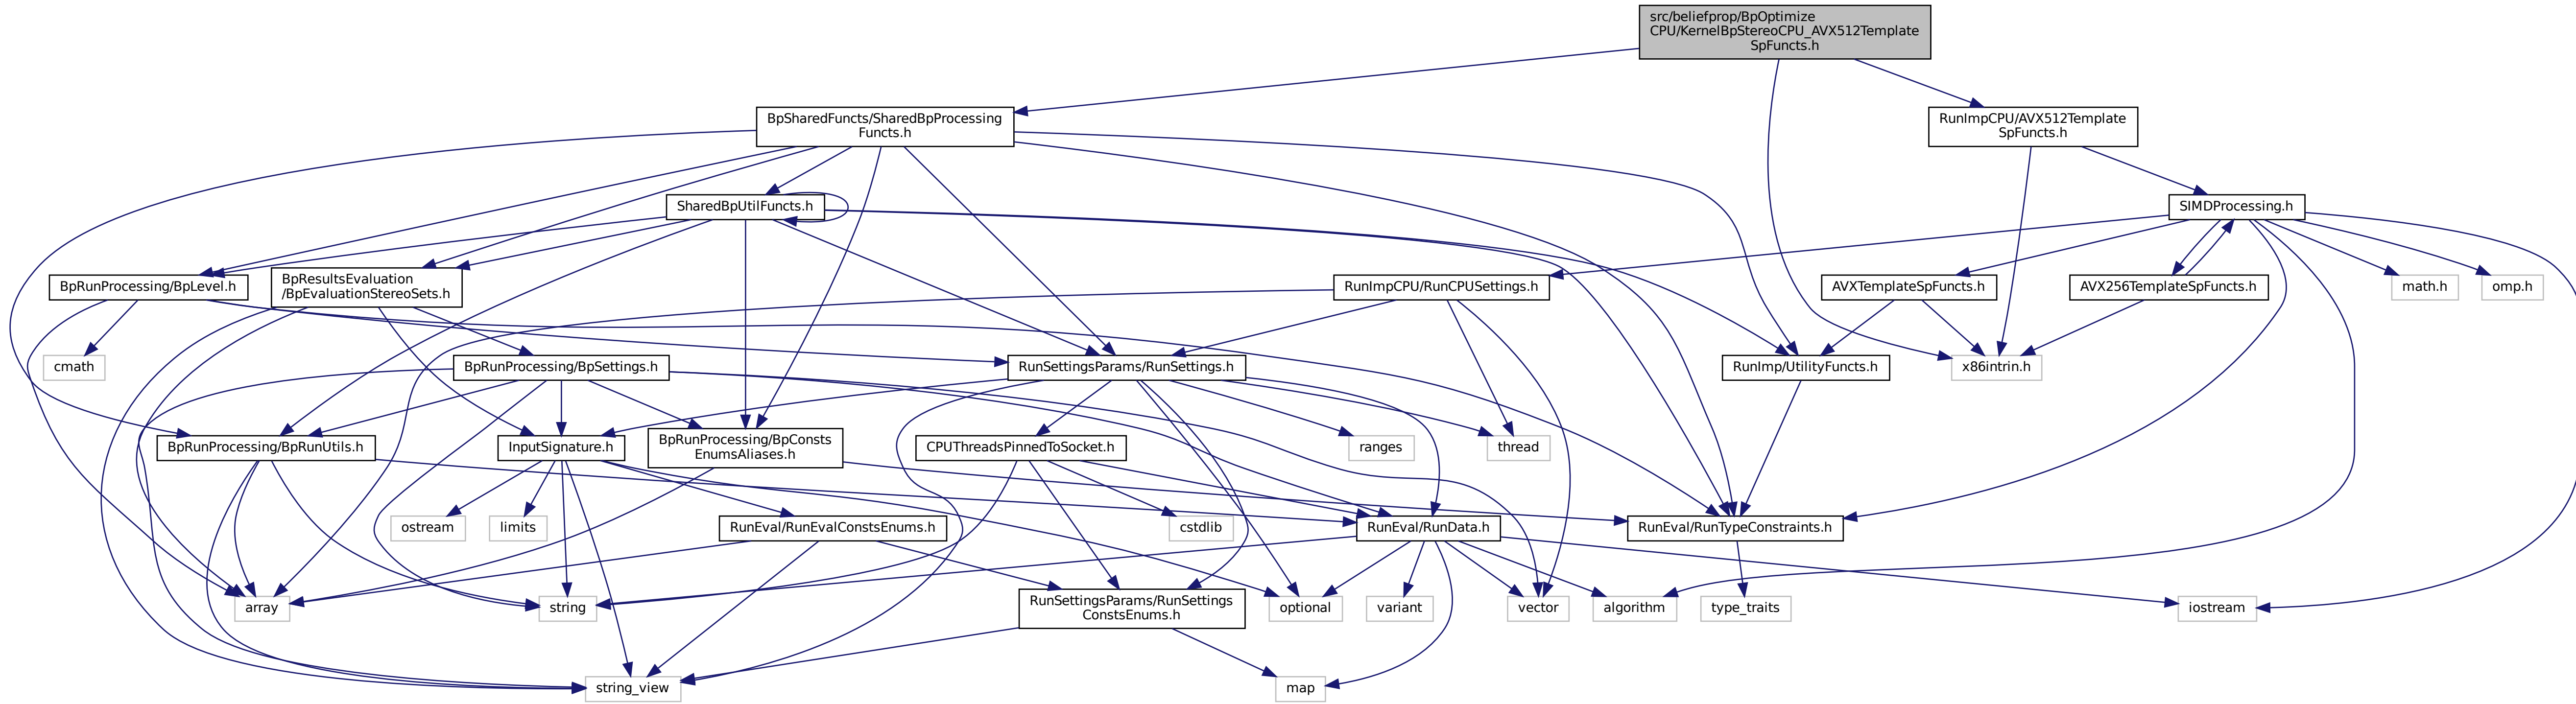 src/beliefprop/BpOptimize
CPU/KernelBpStereoCPU_AVX512Template
SpFuncts.h
BpSharedFuncts/SharedBpProcessing
Functs.h
RunImpCPU/AVX512Template
SpFuncts.h
SharedBpUtilFuncts.h
SIMDProcessing.h
BpRunProcessing/BpLevel.h
BpResultsEvaluation
/BpEvaluationStereoSets.h
RunImpCPU/RunCPUSettings.h
AVXTemplateSpFuncts.h
AVX256TemplateSpFuncts.h
math.h
omp.h
cmath
BpRunProcessing/BpSettings.h
RunSettingsParams/RunSettings.h
RunImp/UtilityFuncts.h
x86intrin.h
BpRunProcessing/BpRunUtils.h
InputSignature.h
BpRunProcessing/BpConsts
EnumsAliases.h
CPUThreadsPinnedToSocket.h
ranges
thread
ostream
limits
RunEval/RunEvalConstsEnums.h
cstdlib
RunEval/RunData.h
RunEval/RunTypeConstraints.h
array
string
RunSettingsParams/RunSettings
ConstsEnums.h
optional
variant
vector
algorithm
type_traits
iostream
string_view
map